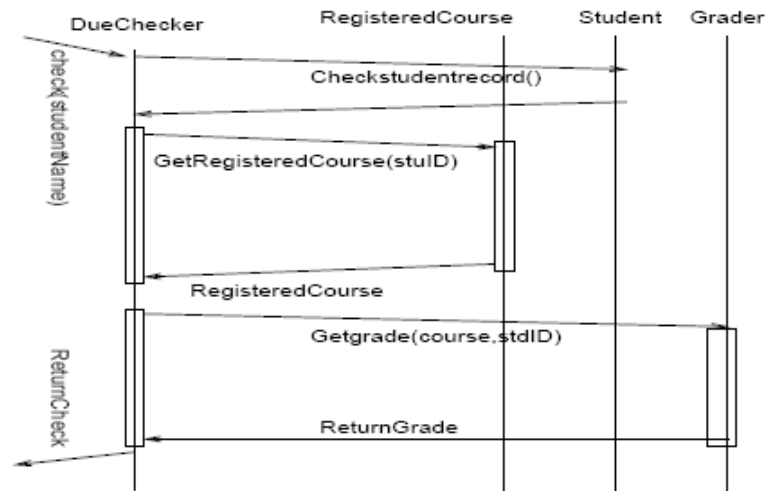 DueChecker
RegisteredCourse
Student
Grader
check(studentName)
Checkstudentrecord()
GetRegisteredCourse(stuID)
RegisteredCourse
Getgrade(course,stdID)
ReturnCheck
ReturnGrade